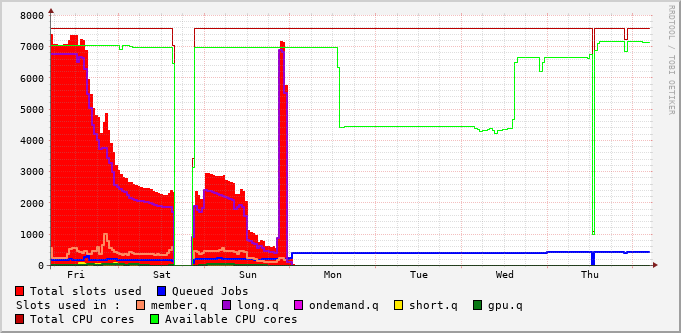 8000
7000
6000
5000
4000
3000
2000
1000
0
Fri Sat Sun Mon Tue Wed Thu
RRDTOOL / TOBI OETIKER
Total slots used Queued Jobs
Slots used in : member.q long.q ondemand.q short.q gpu.q
Total CPU cores Available CPU cores